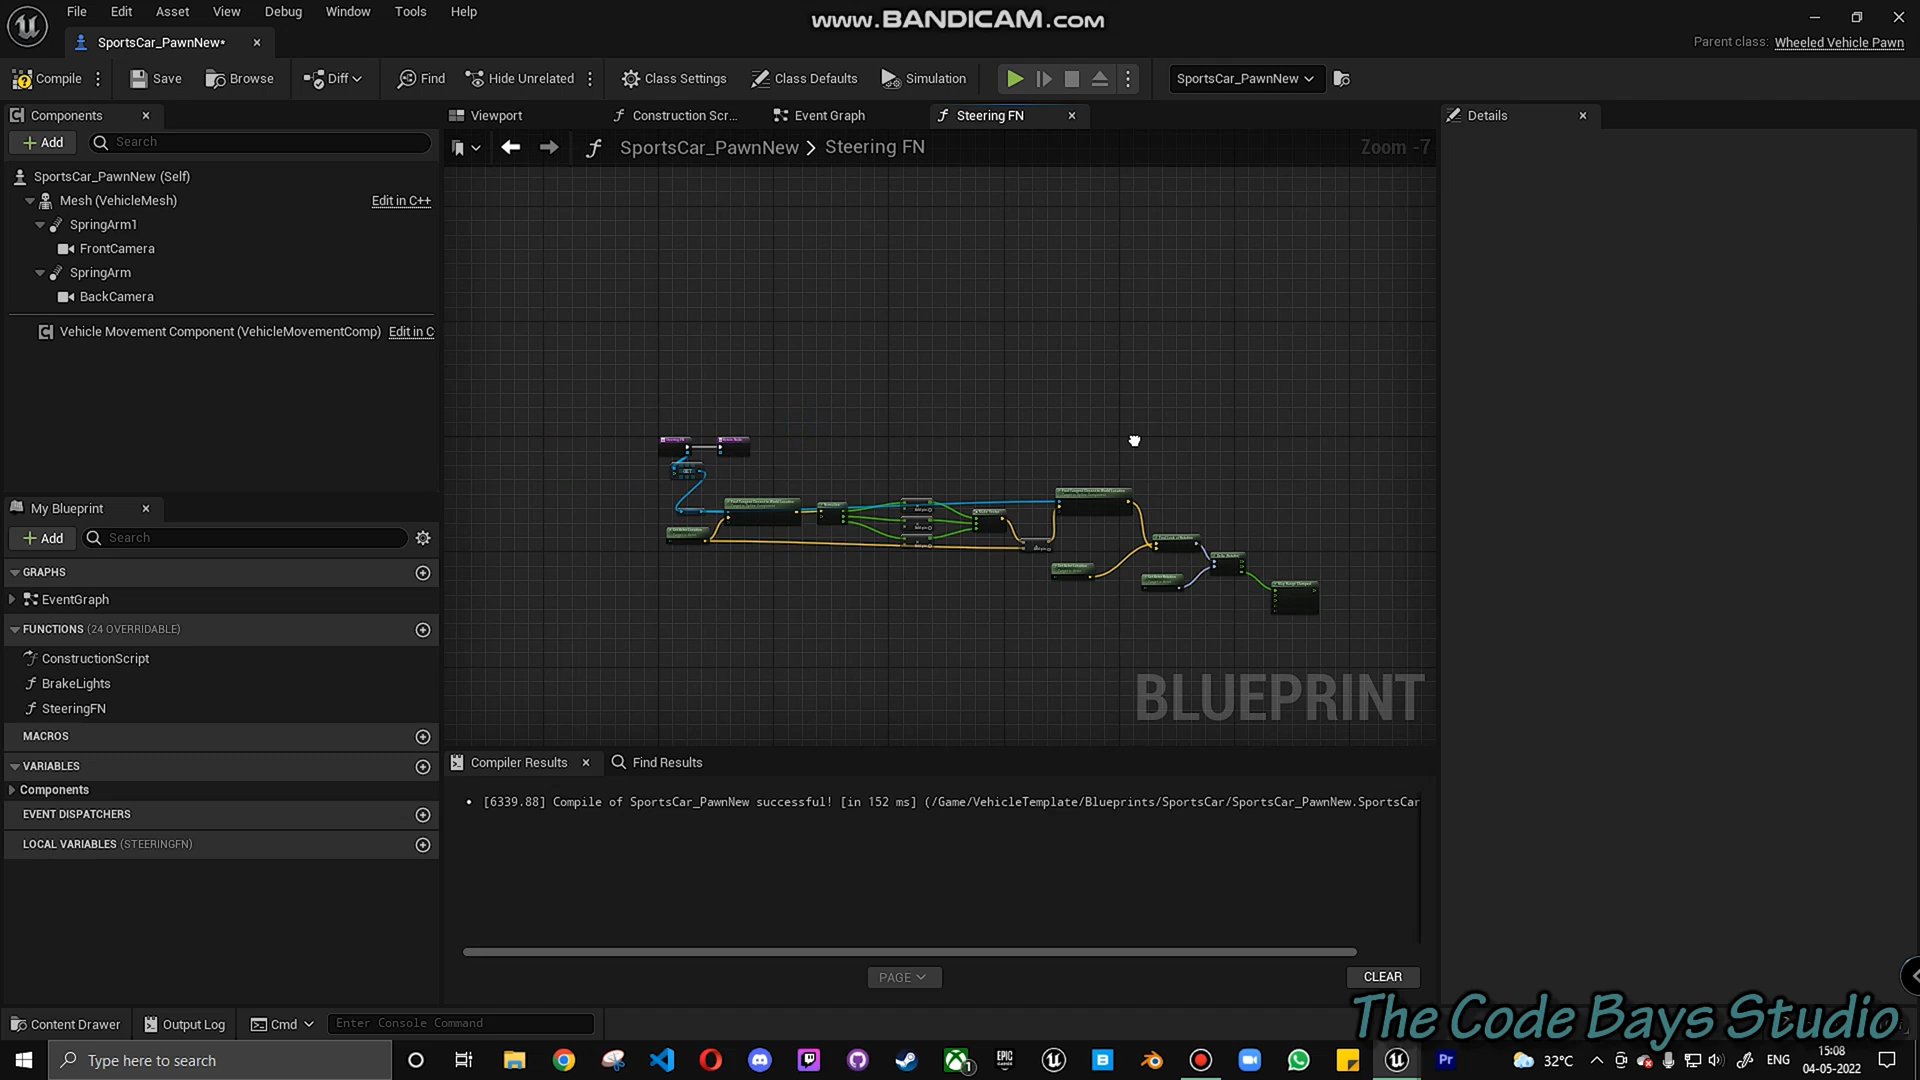 File Edit Asset View Debug Window Tools Help
www.BANDICAM.com
SportsCar_PawnNew*
Parent class: Wheeled Vehicle Pawn
Compile Save Browse Diff Find Hide Unrelated Class Settings Class Defaults Simulation SportsCar_PawnNew
Components Viewport Construction Scr... Event Graph Steering FN Details
Add Search
SportsCar_PawnNew > Steering FN Zoom -7
SportsCar_PawnNew (Self)
Mesh (VehicleMesh) Edit in C++
SpringArm1
FrontCamera
SpringArm
BackCamera
Vehicle Movement Component (VehicleMovementComp) Edit in C
BLUEPRINT
My Blueprint
Add Search
GRAPHS
EventGraph
FUNCTIONS (24 OVERRIDABLE)
ConstructionScript
BrakeLights
SteeringFN
MACROS
VARIABLES
Components
EVENT DISPATCHERS
LOCAL VARIABLES (STEERINGFN)
Compiler Results Find Results
[6339.88] Compile of SportsCar_PawnNew successful! [in 152 ms] (/Game/VehicleTemplate/Blueprints/SportsCar/SportsCar_PawnNew.SportsCar
PAGE CLEAR
Content Drawer Output Log Cmd Enter Console Command
The Code Bays Studio
Type here to search
32°C ENG 15:08
04-05-2022